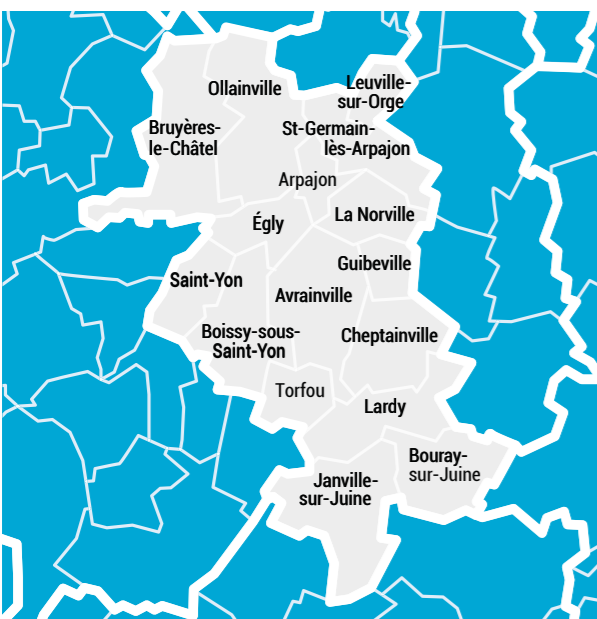 Ollainville
Leuville-
sur-Orge
Bruyères-
le-Châtel
St-Germain-
lès-Arpajon
Arpajon
La Norville
Égly
Guibeville
Saint-Yon
Avrainville
Boissy-sous-
Saint-Yon
Cheptainville
Torfou
Lardy
Bouray-
sur-Juine
Janville-
sur-Juine